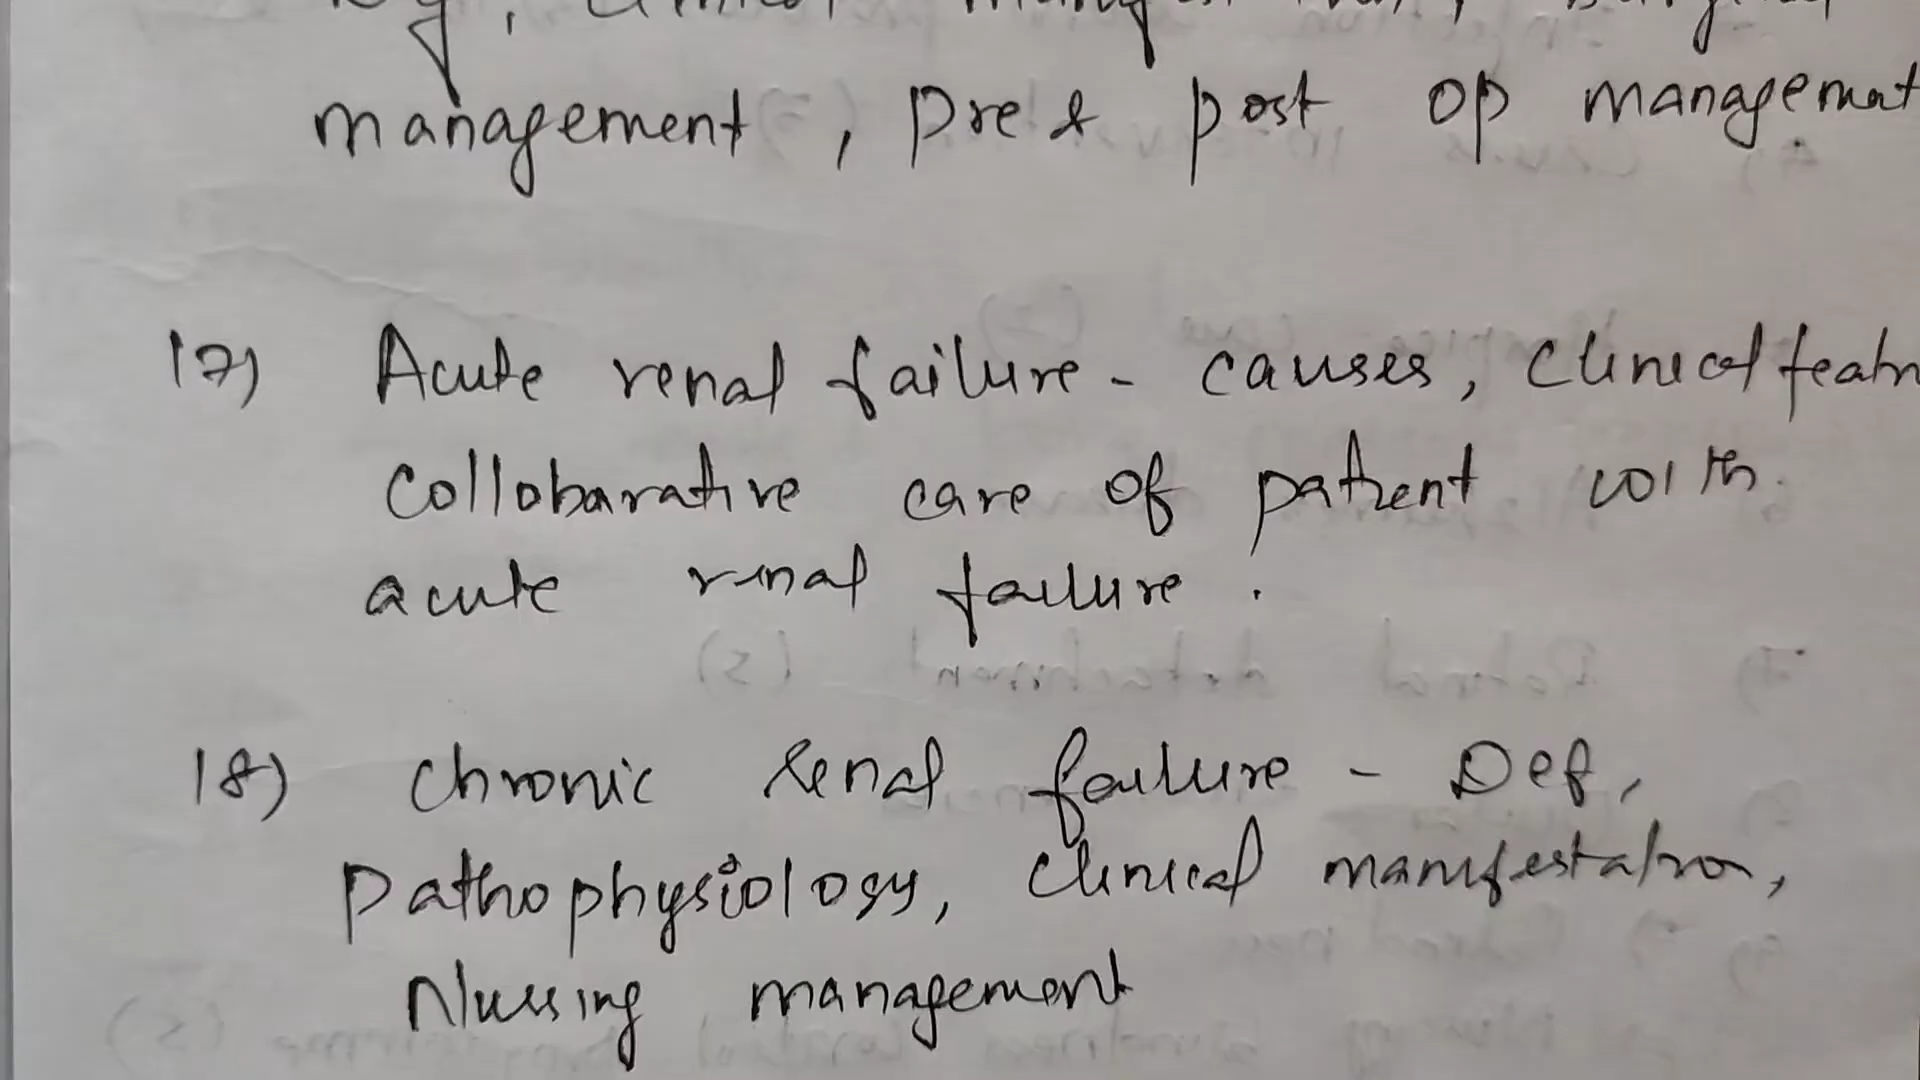 management, pre & post op managemat
17) Acute renal failure - causes, Clinical featu
Collobarative care of patient with
acute renal failure.
18) Chronic Renal failure - Def,
Pathophysiology, Clinical manifestation,
Nursing management